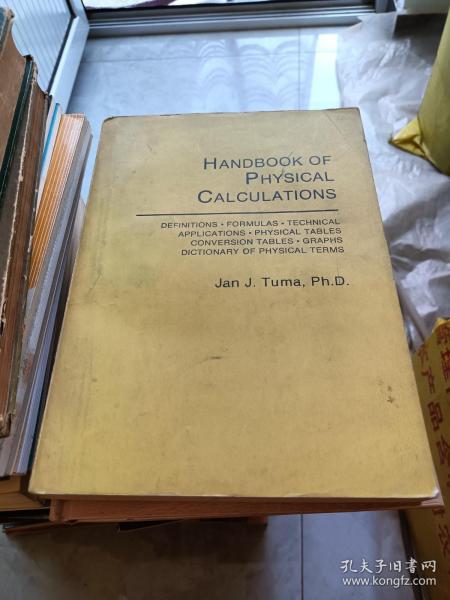 HANDBOOK OF
PHYSICAL
CALCULATIONS
DEFINITIONS • FORMULAS • TECHNICAL
APPLICATIONS • PHYSICAL TABLES
CONVERSION TABLES • GRAPHS
DICTIONARY OF PHYSICAL TERMS
Jan J. Tuma, Ph.D.
孔夫子旧书网
www.kongfz.com